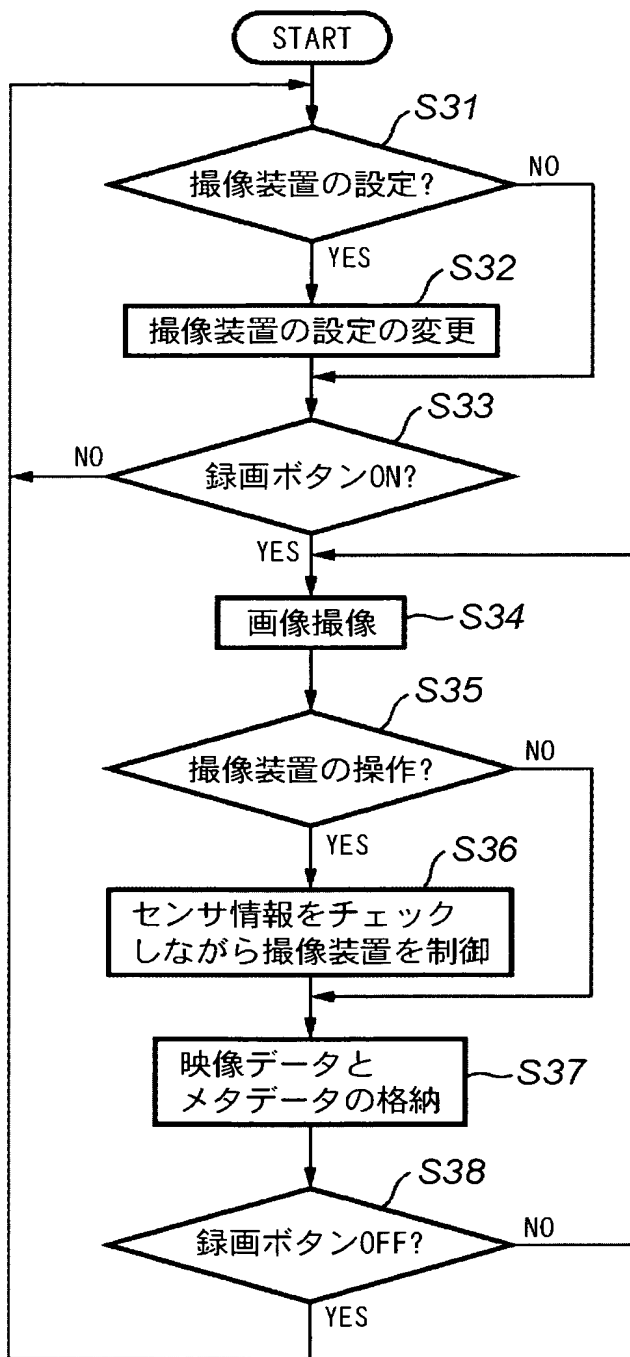 START
S31
撮像装置の設定?
NO
YES
S32
撮像装置の設定の変更
S33
NO
録画ボタンON?
YES
画像撮像
S34
S35
撮像装置の操作?
NO
YES
S36
センサ情報をチェック
しながら撮像装置を制御
映像データと
メタデータの格納
S37
S38
録画ボタンOFF?
NO
YES